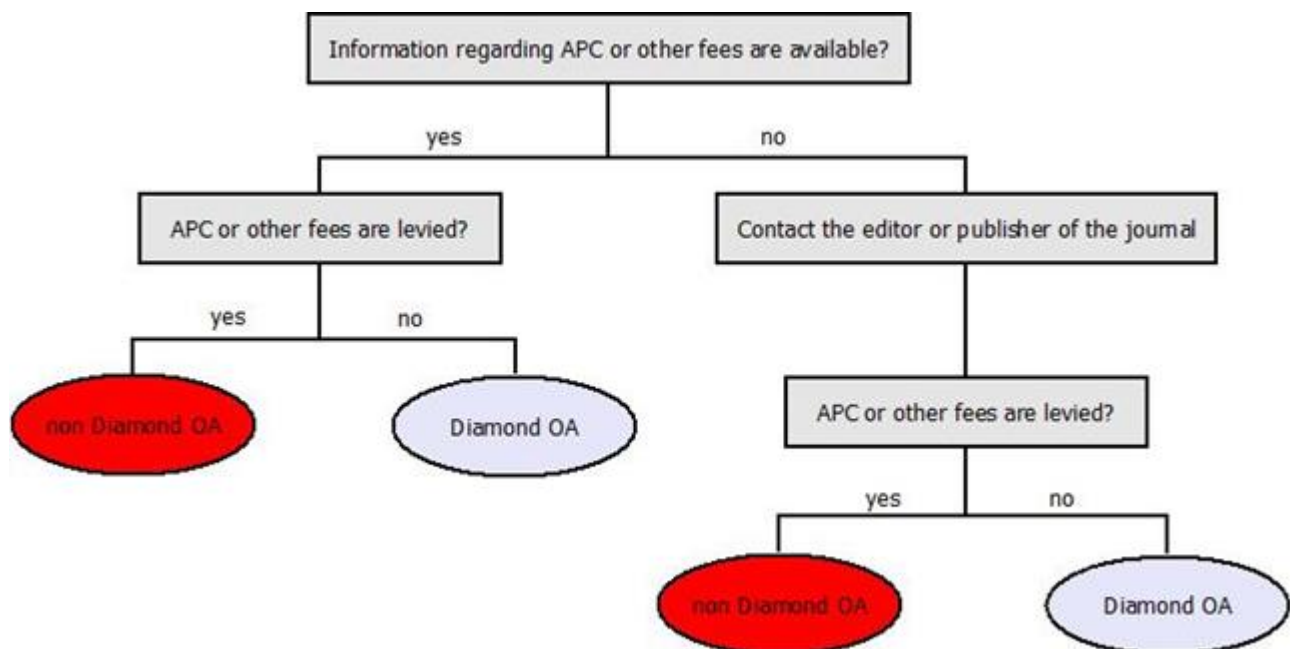 Information regarding APC or other fees are available?
yes
no
APC or other fees are levied?
Contact the editor or publisher of the journal
yes
no
non Diamond OA
Diamond OA
APC or other fees are levied?
yes
no
non Diamond OA
Diamond OA